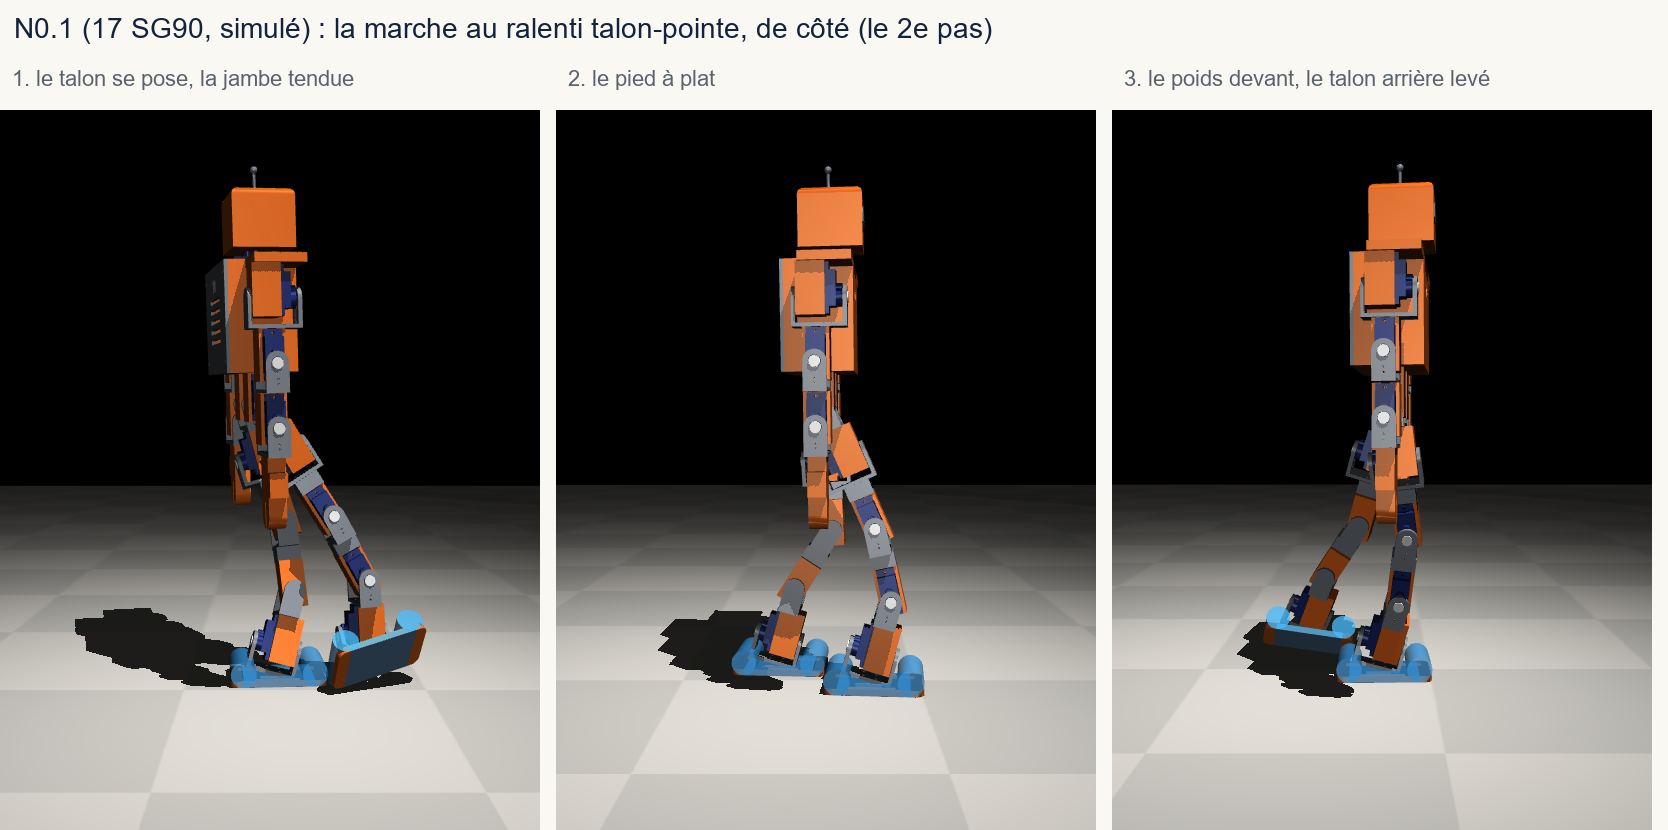 N0.1 (17 SG90, simulé) : la marche au ralenti talon-pointe, de côté (le 2e pas)
1. le talon se pose, la jambe tendue
2. le pied à plat
3. le poids devant, le talon arrière levé